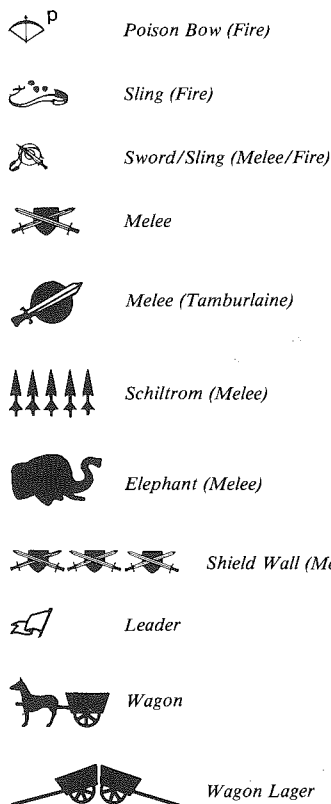 p
Poison Bow (Fire)
Sling (Fire)
Sword/Sling (Melee/Fire)
Melee
Melee (Tamburlaine)
Schiltrom (Melee)
Elephant (Melee)
Shield Wall (Me
Leader
Wagon
Wagon Lager